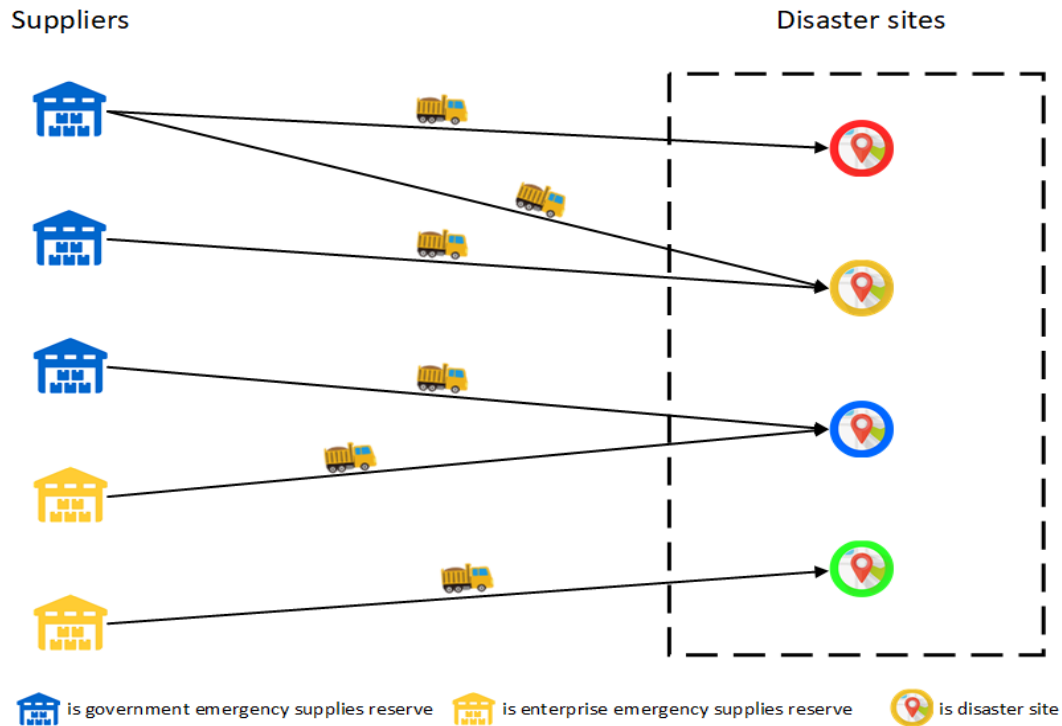 Suppliers
Disaster sites
is government emergency supplies reserve
is enterprise emergency supplies reserve
is disaster site